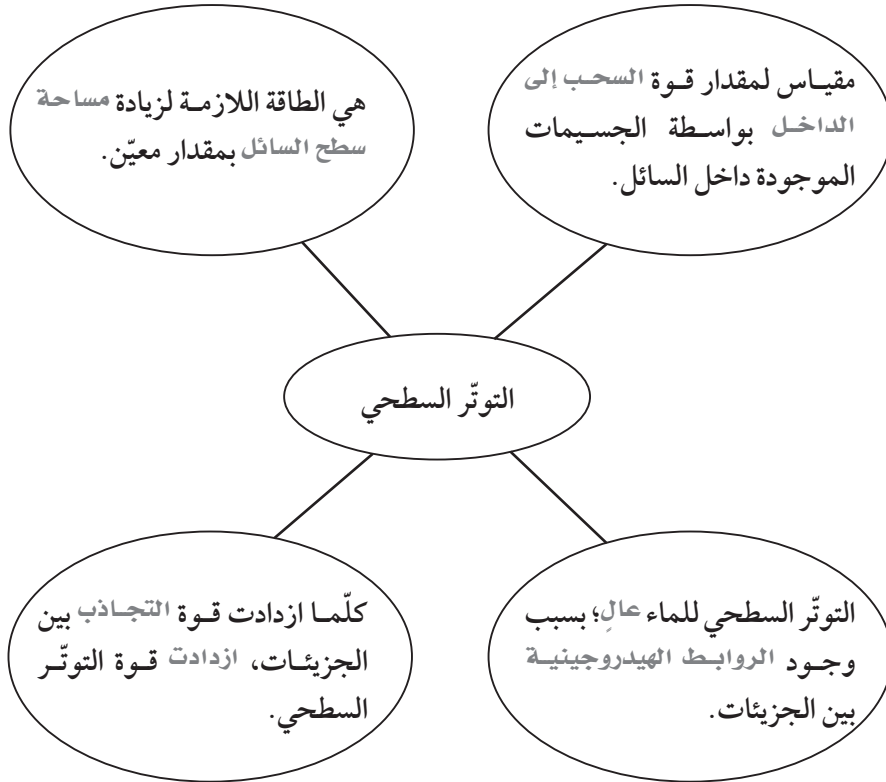 مقياس لمقدار قوة السحب إلى
الداخل بواسطة الجسيمات
الموجودة داخل السائل.
هي الطاقة اللازمة لزيادة مساحة
سطح السائل بمقدار معيّن.
التوتّر السطحي
التوتّر السطحي للماء عالٍ؛ بسبب
وجود الروابط الهيدروجينية
بين الجزيئات.
كلّما ازدادت قوة التجاذب بين
الجزيئات، ازدادت قوة التوتّر
السطحي.